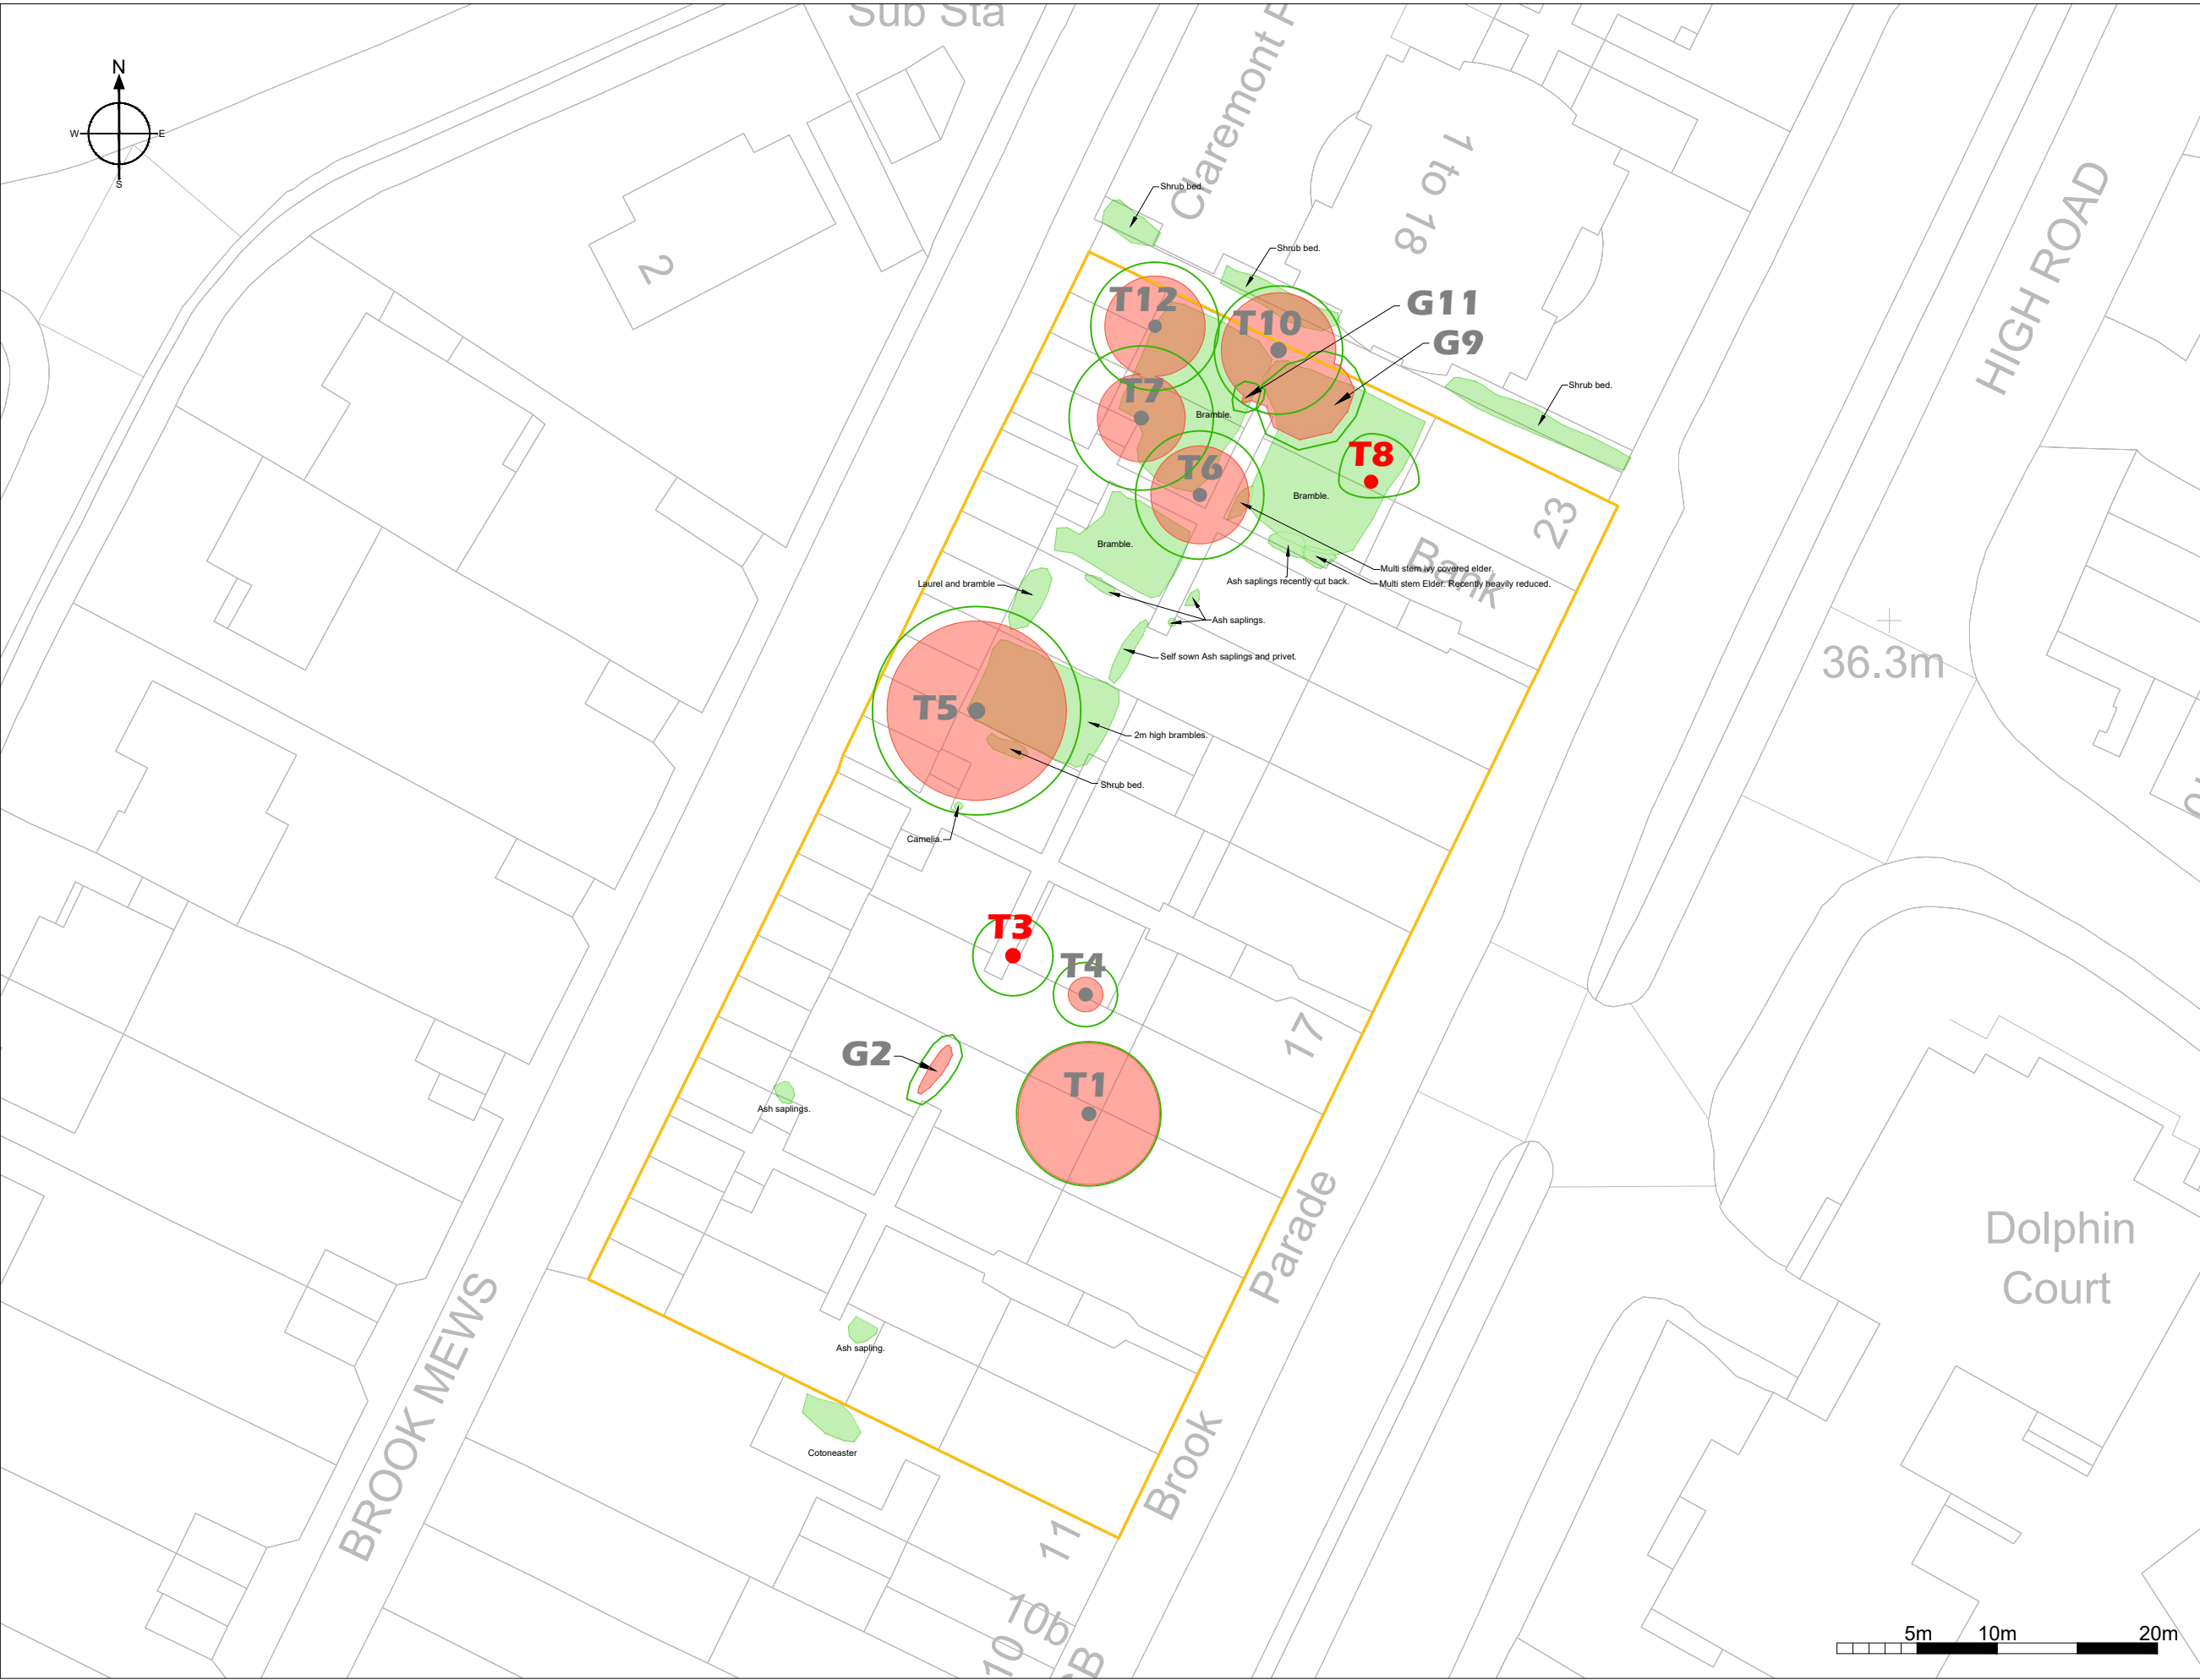 Sub Sta
N
W
E
S
Claremont
1 to 18
HIGH ROAD
2
Shrub bed.
Shrub bed.
G11
T12
T10
G9
Shrub bed.
T7
Bramble.
T8
T6
Bramble.
23
Bramble.
Bank
Multi stem ivy covered elder.
Laurel and bramble
Ash saplings recently cut back.
Multi stem Elder. Recently heavily reduced.
Ash saplings.
Self sown Ash saplings and privet.
36.3m
T5
2m high brambles.
Shrub bed.
Camelia.
T3
T4
17
G2
T1
Ash saplings.
Parade
Dolphin
Court
BROOK MEWS
Ash sapling.
Brook
Cotoneaster
11
10b
10
5m
10m
20m